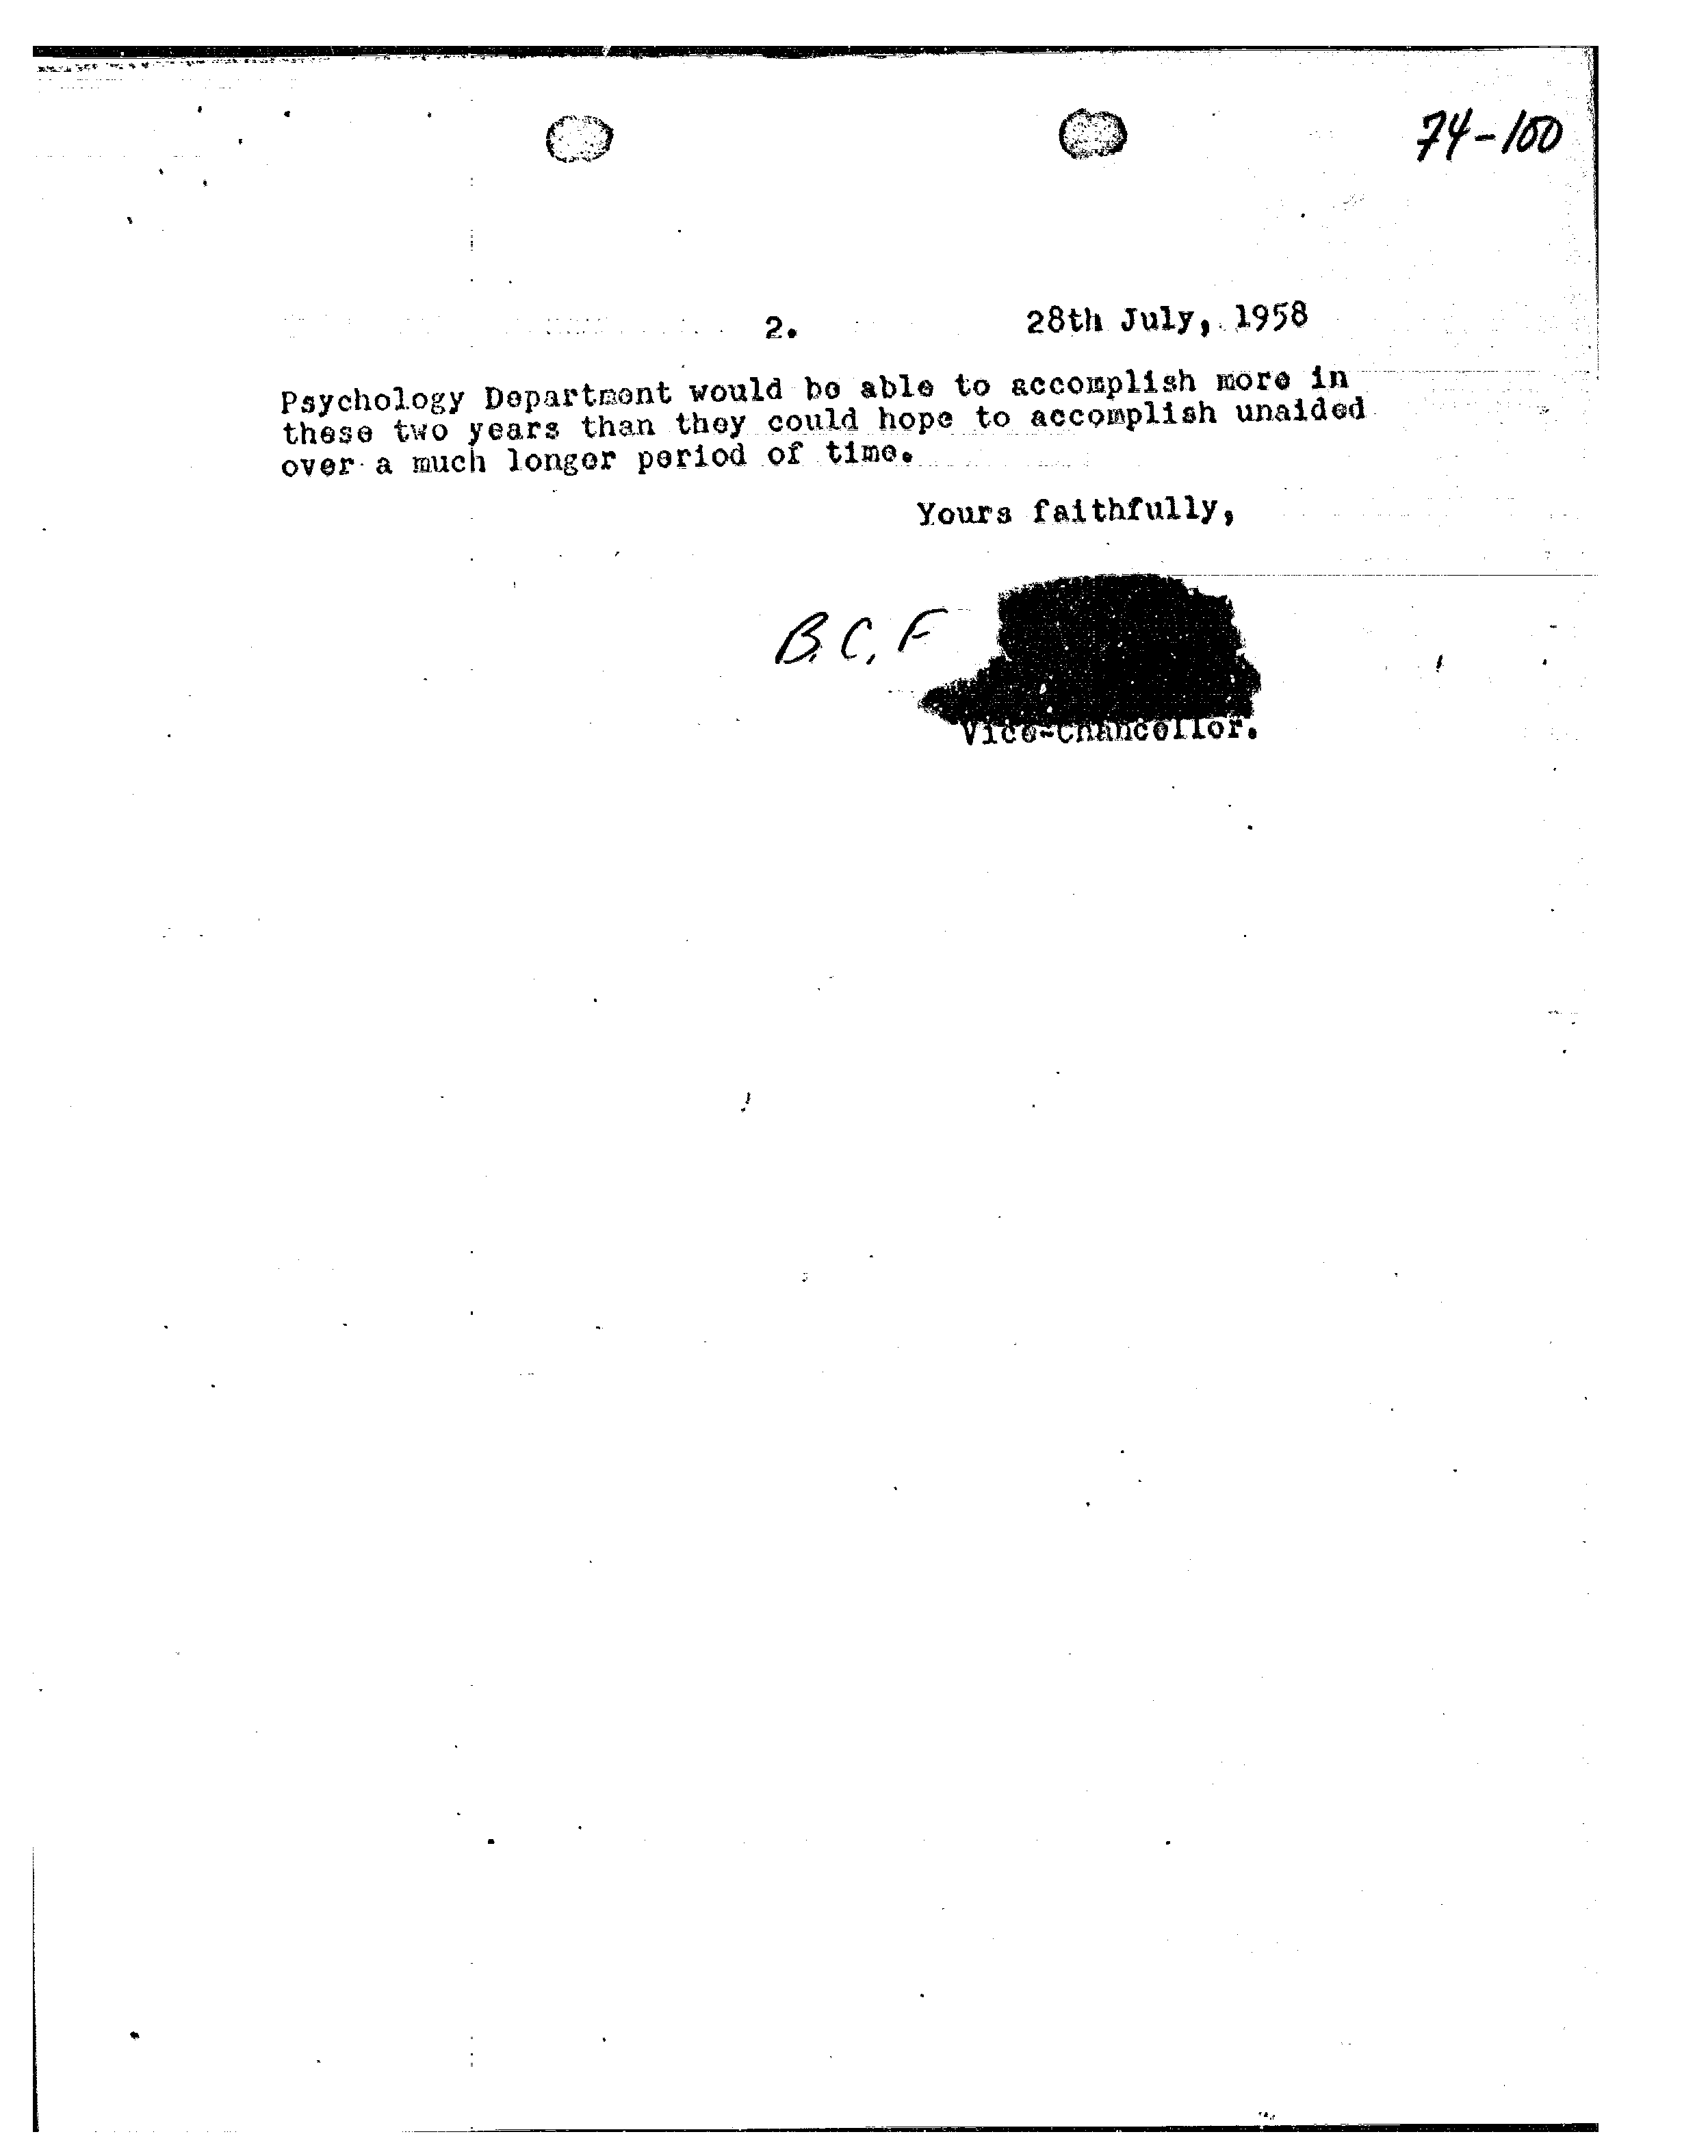 74-100
2. 28th July, 1958
Psychology Department would be able to accomplish more in
these two years than they could hope to accomplish unaided
over a much longer period of time.
Yours faithfully,
B.C.F
Vice-Chancellor.